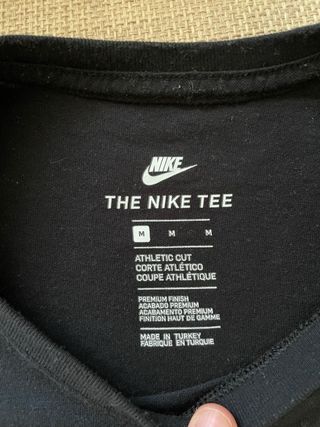 NIKE
THE NIKE TEE
M M M
ATHLETIC CUT
CORTE ATLÉTICO
COUPE ATHLÉTIQUE
PREMIUM FINISH
ACABADO PREMIUM
ACABAMENTO PREMIUM
FINITION HAUT DE GAMME
MADE IN TURKEY
FABRIQUE EN TURQUIE